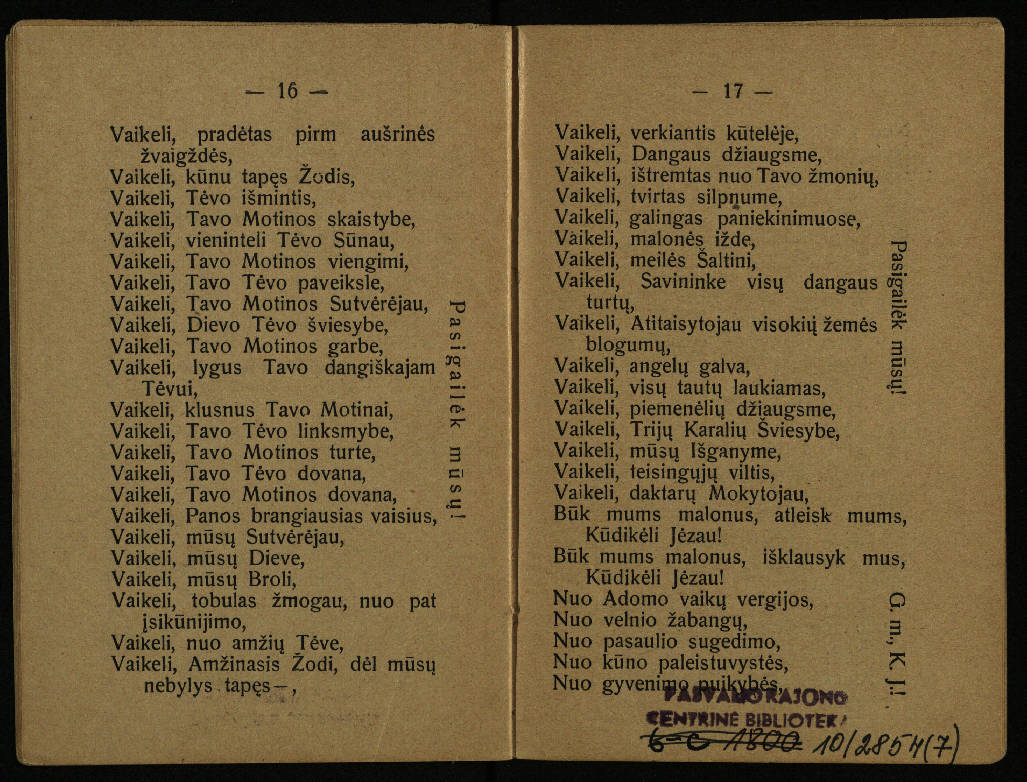 — 16 —
Vaikeli, pradėtas pirm aušrinės
žvaigždės,
Vaikeli, kūnu tapęs Žodis,
Vaikeli, Tėvo išmintis,
Vaikeli, Tavo Motinos skaistybe,
Vaikeli, vieninteli Tėvo Sūnau,
Vaikeli, Tavo Motinos viengimi,
Vaikeli, Tavo Tėvo paveiksle,
Vaikeli, Tavo Motinos Sutvėrėjau,
Vaikeli, Dievo Tėvo šviesybe,
Vaikeli, Tavo Motinos garbe,
Vaikeli, lygus Tavo dangiškajam
Tėvui,
Vaikeli, klusnus Tavo Motinai,
Vaikeli, Tavo Tėvo linksmybe,
Vaikeli, Tavo Motinos turte,
Vaikeli, Tavo Tėvo dovana,
Vaikeli, Tavo Motinos dovana,
Vaikeli, Panos brangiausias vaisius,
Vaikeli, mūsų Sutvėrėjau,
Vaikeli, mūsų Dieve,
Vaikeli, mūsų Broli,
Vaikeli, tobulas žmogau, nuo pat
įsikūnijimo,
Vaikeli, nuo amžių Tėve,
Vaikeli, Amžinasis Žodi, dėl mūsų
nebylys tapęs—,
Pasigailėk mūsų!
— 17 —
Vaikeli, verkiantis kūtelėje,
Vaikeli, Dangaus džiaugsme,
Vaikeli, ištremtas nuo Tavo žmonių,
Vaikeli, tvirtas silpnume,
Vaikeli, galingas paniekinimuose,
Vaikeli, malonės ižde,
Vaikeli, meilės Šaltini,
Vaikeli, Savininke visų dangaus
turtų,
Vaikeli, Atitaisytojau visokių žemės
blogumų,
Vaikeli, angelų galva,
Vaikeli, visų tautų laukiamas,
Vaikeli, piemenėlių džiaugsme,
Vaikeli, Trijų Karalių Šviesybe,
Vaikeli, mūsų Išganyme,
Vaikeli, teisingųjų viltis,
Vaikeli, daktarų Mokytojau,
Pasigailėk mūsų!
Būk mums malonus, atleisk mums,
Kūdikėli Jėzau!
Būk mums malonus, išklausyk mus,
Kūdikėli Jėzau!
Nuo Adomo vaikų vergijos,
Nuo velnio žabangų,
Nuo pasaulio sugedimo,
Nuo kūno paleistuvystės,
Nuo gyvenimo puikybės,
G. m., K. J.!
PASVALIO RAJONO
CENTRINĖ BIBLIOTEKA
6-C 1800 10/2854(7)